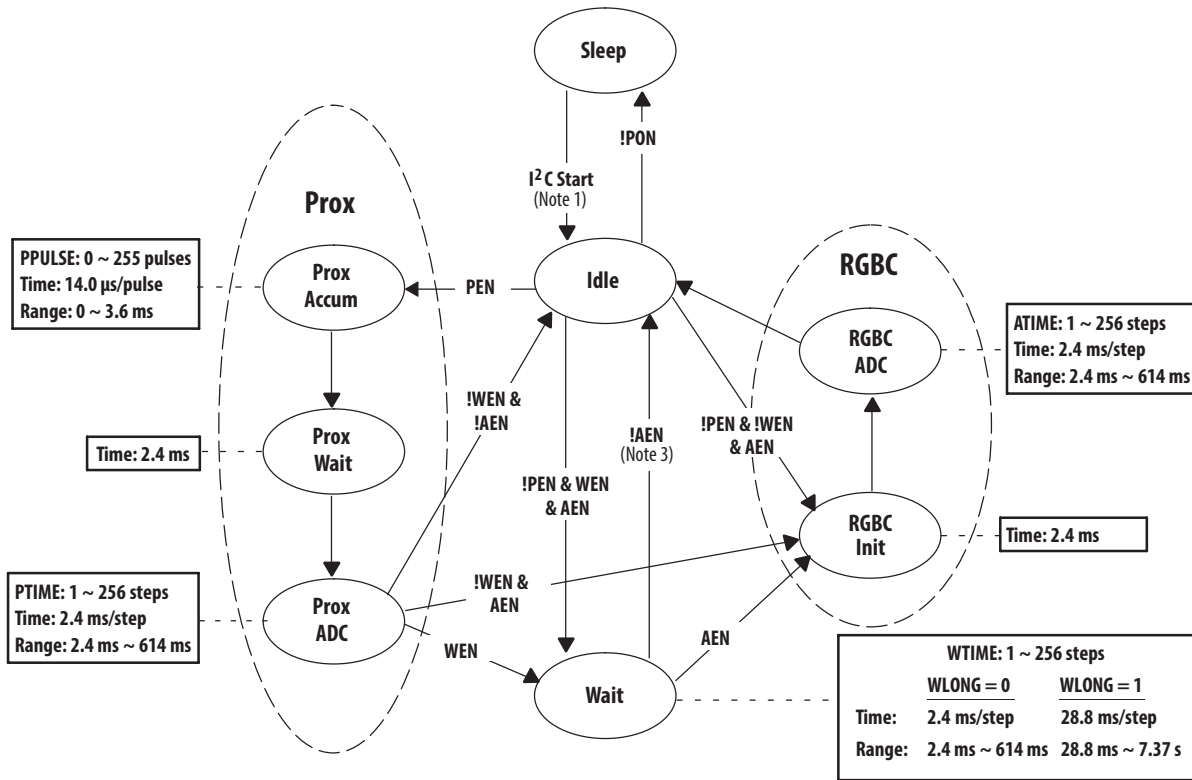 Sleep
!PON
I²C Start
(Note 1)
Prox
PPULSE: 0 ~ 255 pulses
Time: 14.0 µs/pulse
Range: 0 ~ 3.6 ms
Prox
Accum
PEN
Idle
RGBC
RGBC
ADC
ATIME: 1 ~ 256 steps
Time: 2.4 ms/step
Range: 2.4 ms ~ 614 ms
!WEN &
!AEN
!AEN
(Note 3)
!PEN & !WEN
& AEN
Time: 2.4 ms
Prox
Wait
!PEN & WEN
& AEN
RGBC
Init
Time: 2.4 ms
PTIME: 1 ~ 256 steps
Time: 2.4 ms/step
Range: 2.4 ms ~ 614 ms
Prox
ADC
!WEN &
AEN
WEN
AEN
Wait
WTIME: 1 ~ 256 steps
WLONG = 0 WLONG = 1
Time: 2.4 ms/step 28.8 ms/step
Range: 2.4 ms ~ 614 ms 28.8 ms ~ 7.37 s